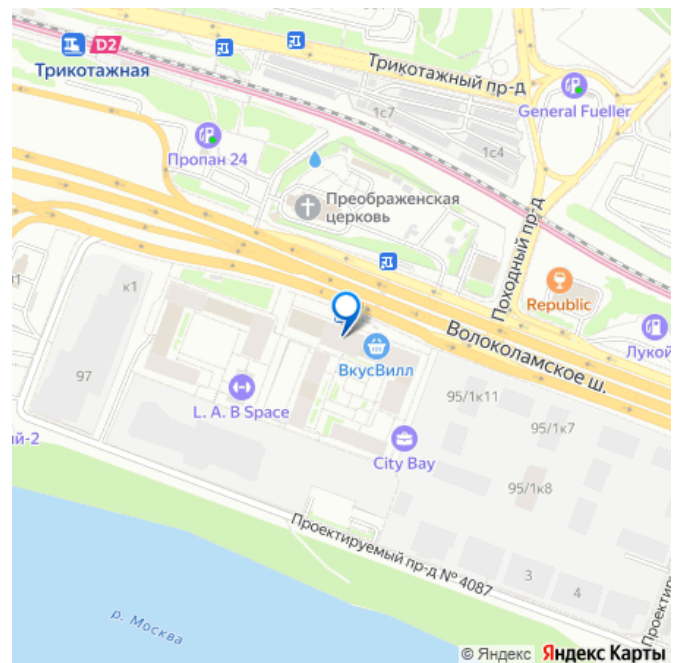 D2
Трикотажная
Трикотажный пр-д
General Fueller
1с7
1с4
Пропан 24
Преображенская
церковь
Походный пр-д
Republic
Лукой
к1
Волоколамское ш.
ВкусВилл
97
L. A. B Space
95/1к11
95/1к7
й-2
City Bay
95/1к8
Проектируемый пр-д № 4087
3
4
Проекти
р. Москва
© Яндекс Яндекс Карты